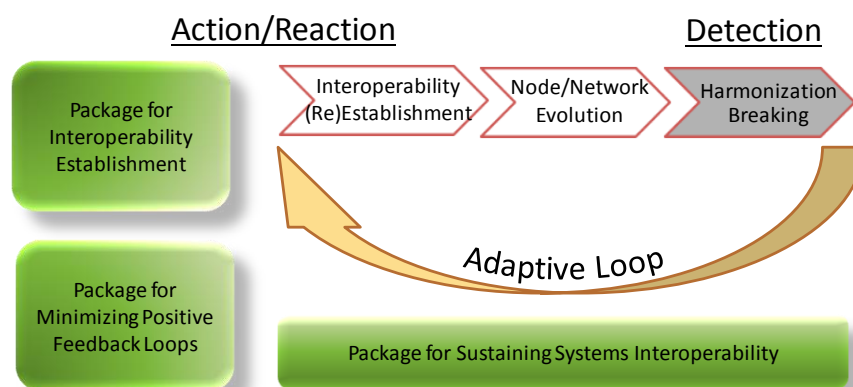 Action/Reaction
Detection
Package for
Interoperability
Establishment
Interoperability
(Re)Establishment
Node/Network
Evolution
Harmonization
Breaking
Adaptive Loop
Package for
Minimizing Positive
Feedback Loops
Package for Sustaining Systems Interoperability